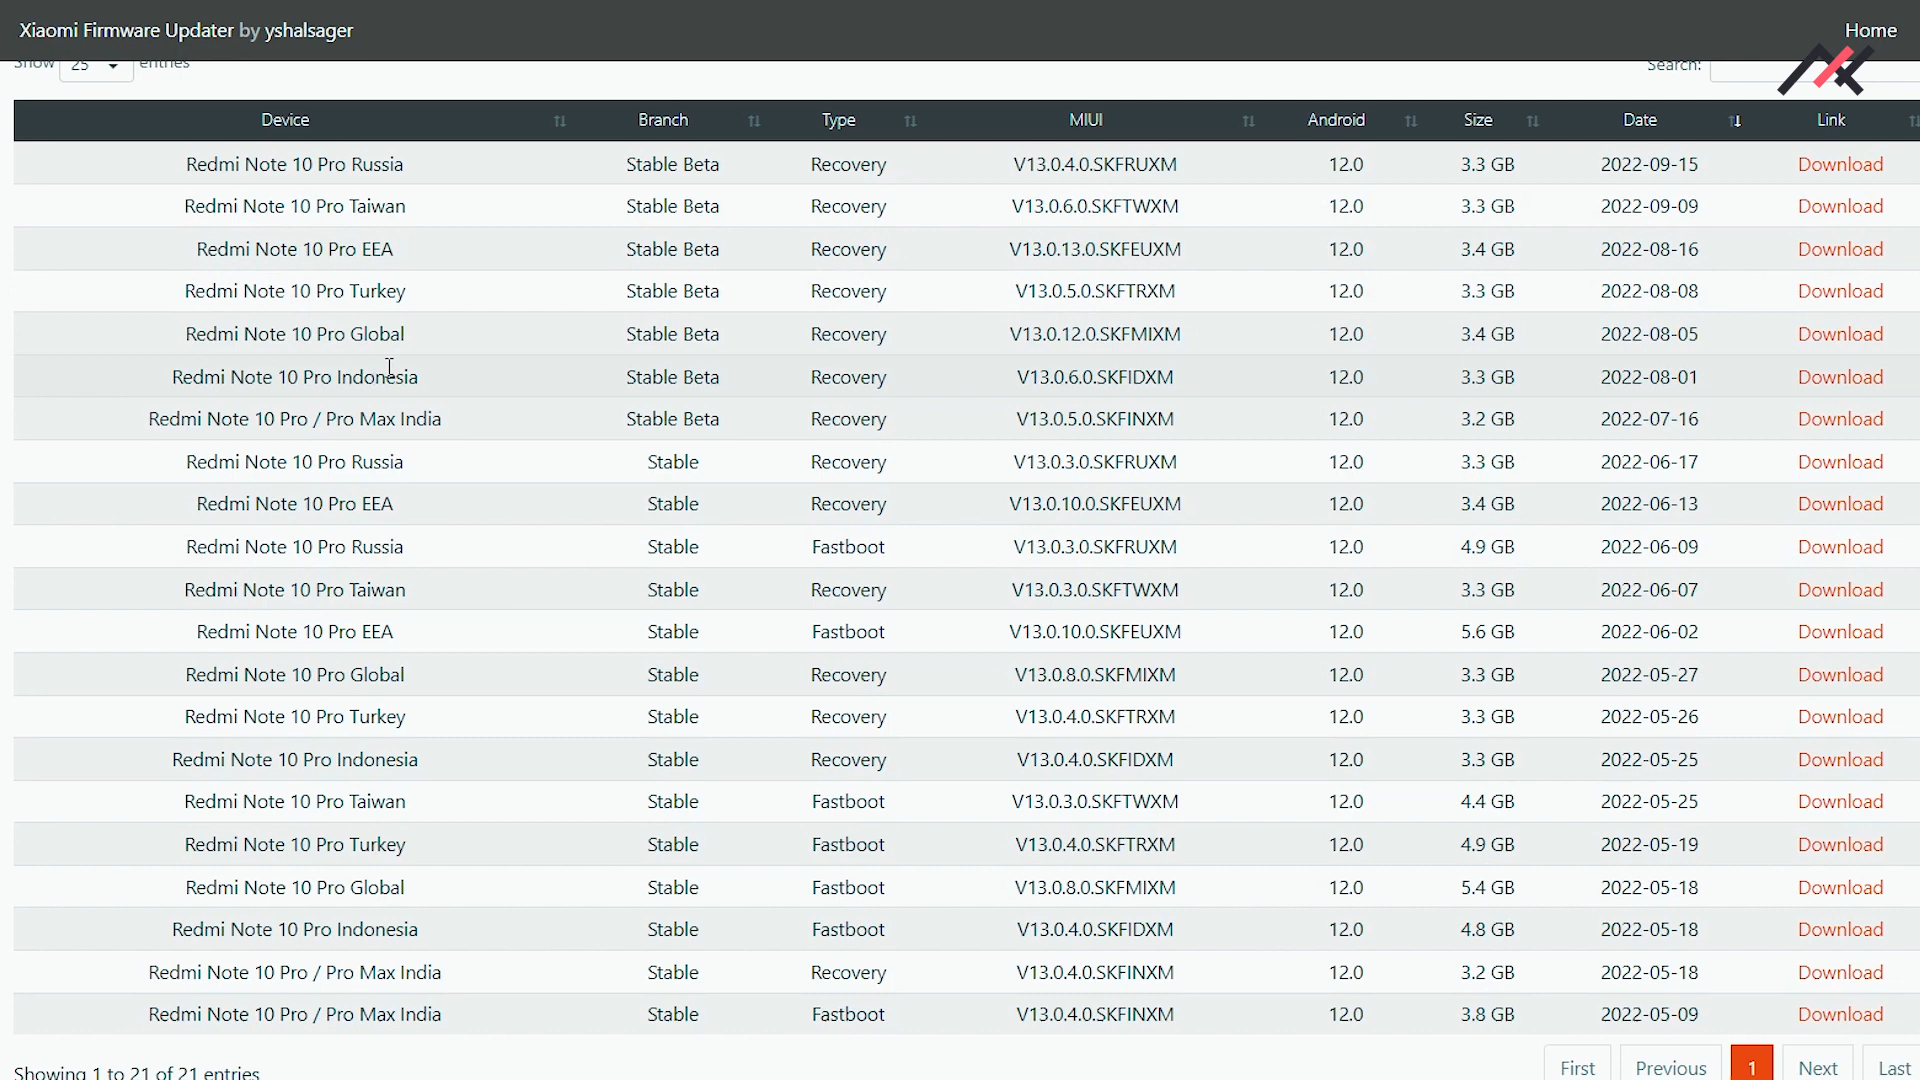 Xiaomi Firmware Updater by yshalsager Home
Show 25 entries Search:
Device Branch Type MIUI Android Size Date Link
Redmi Note 10 Pro Russia Stable Beta Recovery V13.0.4.0.SKFRUXM 12.0 3.3 GB 2022-09-15 Download
Redmi Note 10 Pro Taiwan Stable Beta Recovery V13.0.6.0.SKFTWXM 12.0 3.3 GB 2022-09-09 Download
Redmi Note 10 Pro EEA Stable Beta Recovery V13.0.13.0.SKFEUXM 12.0 3.4 GB 2022-08-16 Download
Redmi Note 10 Pro Turkey Stable Beta Recovery V13.0.5.0.SKFTRXM 12.0 3.3 GB 2022-08-08 Download
Redmi Note 10 Pro Global Stable Beta Recovery V13.0.12.0.SKFMIXM 12.0 3.4 GB 2022-08-05 Download
Redmi Note 10 Pro Indonesia Stable Beta Recovery V13.0.6.0.SKFIDXM 12.0 3.3 GB 2022-08-01 Download
Redmi Note 10 Pro / Pro Max India Stable Beta Recovery V13.0.5.0.SKFINXM 12.0 3.2 GB 2022-07-16 Download
Redmi Note 10 Pro Russia Stable Recovery V13.0.3.0.SKFRUXM 12.0 3.3 GB 2022-06-17 Download
Redmi Note 10 Pro EEA Stable Recovery V13.0.10.0.SKFEUXM 12.0 3.4 GB 2022-06-13 Download
Redmi Note 10 Pro Russia Stable Fastboot V13.0.3.0.SKFRUXM 12.0 4.9 GB 2022-06-09 Download
Redmi Note 10 Pro Taiwan Stable Recovery V13.0.3.0.SKFTWXM 12.0 3.3 GB 2022-06-07 Download
Redmi Note 10 Pro EEA Stable Fastboot V13.0.10.0.SKFEUXM 12.0 5.6 GB 2022-06-02 Download
Redmi Note 10 Pro Global Stable Recovery V13.0.8.0.SKFMIXM 12.0 3.3 GB 2022-05-27 Download
Redmi Note 10 Pro Turkey Stable Recovery V13.0.4.0.SKFTRXM 12.0 3.3 GB 2022-05-26 Download
Redmi Note 10 Pro Indonesia Stable Recovery V13.0.4.0.SKFIDXM 12.0 3.3 GB 2022-05-25 Download
Redmi Note 10 Pro Taiwan Stable Fastboot V13.0.3.0.SKFTWXM 12.0 4.4 GB 2022-05-25 Download
Redmi Note 10 Pro Turkey Stable Fastboot V13.0.4.0.SKFTRXM 12.0 4.9 GB 2022-05-19 Download
Redmi Note 10 Pro Global Stable Fastboot V13.0.8.0.SKFMIXM 12.0 5.4 GB 2022-05-18 Download
Redmi Note 10 Pro Indonesia Stable Fastboot V13.0.4.0.SKFIDXM 12.0 4.8 GB 2022-05-18 Download
Redmi Note 10 Pro / Pro Max India Stable Recovery V13.0.4.0.SKFINXM 12.0 3.2 GB 2022-05-18 Download
Redmi Note 10 Pro / Pro Max India Stable Fastboot V13.0.4.0.SKFINXM 12.0 3.8 GB 2022-05-09 Download
Showing 1 to 21 of 21 entries First Previous 1 Next Last